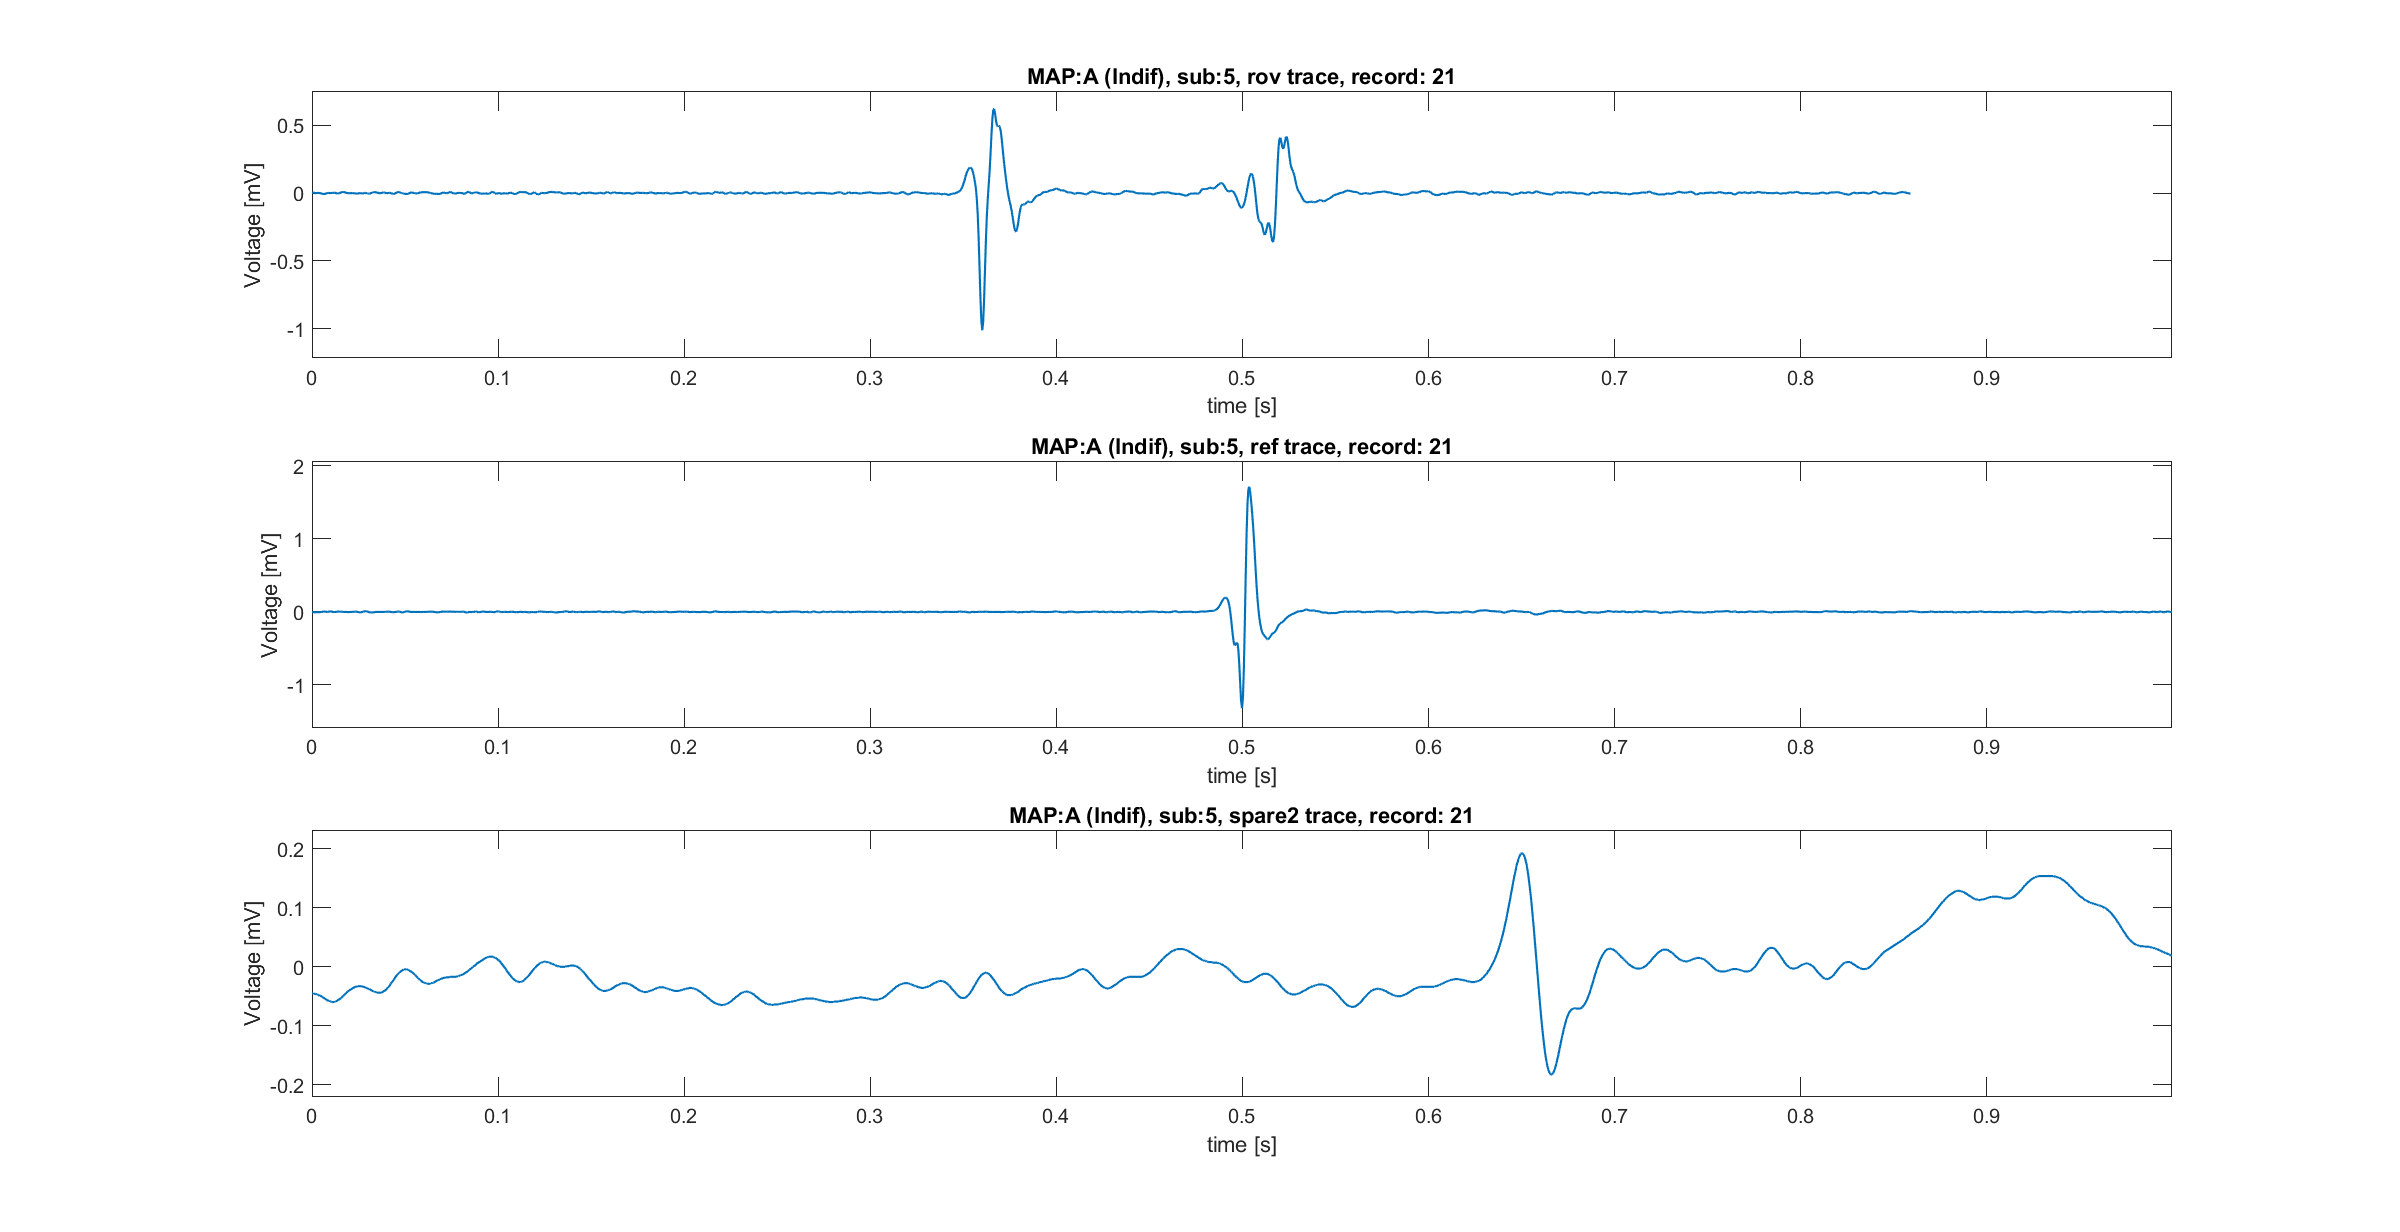 MAP:A (Indif), sub:5, rov trace, record: 21
0.5
0
-0.5
-1
Voltage [mV]
0 0.1 0.2 0.3 0.4 0.5 0.6 0.7 0.8 0.9
time [s]
MAP:A (Indif), sub:5, ref trace, record: 21
2
1
0
-1
Voltage [mV]
0 0.1 0.2 0.3 0.4 0.5 0.6 0.7 0.8 0.9
time [s]
MAP:A (Indif), sub:5, spare2 trace, record: 21
0.2
0.1
0
-0.1
-0.2
Voltage [mV]
0 0.1 0.2 0.3 0.4 0.5 0.6 0.7 0.8 0.9
time [s]